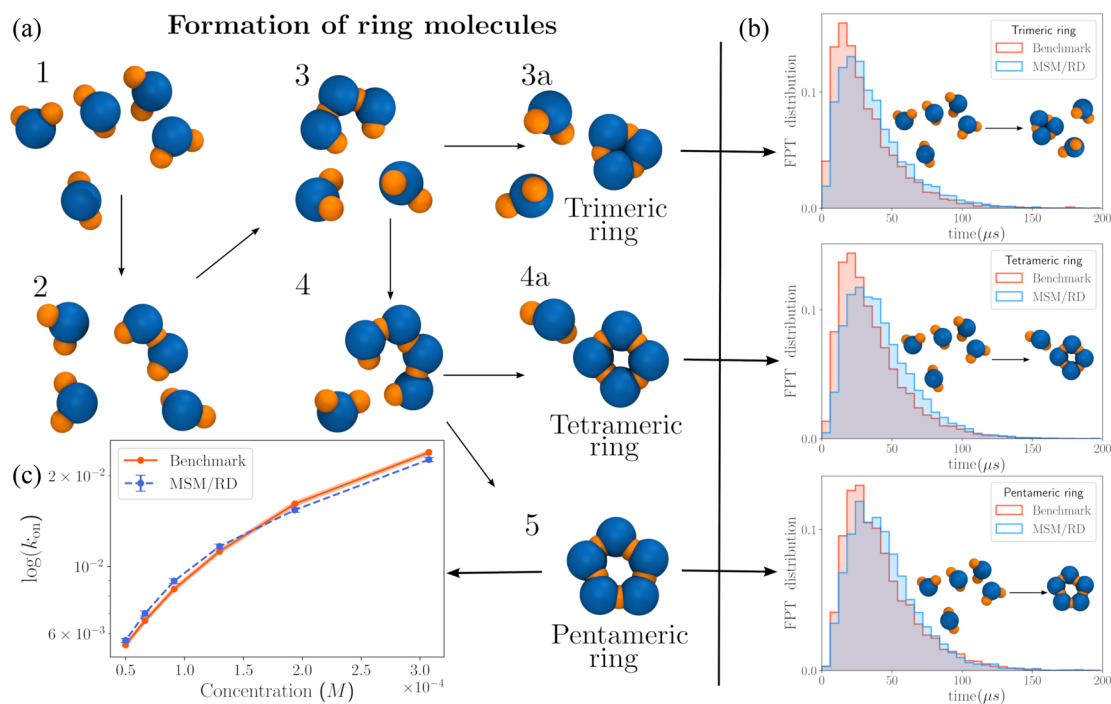 (a)
Formation of ring molecules
1
2
3
3a
Trimeric
ring
4
4a
Tetrameric
ring
5
Pentameric
ring
(c)
Benchmark
MSM/RD
log(k_on)
2 × 10⁻²
10⁻²
6 × 10⁻³
0.5
1.0
1.5
2.0
2.5
3.0
×10⁻⁴
Concentration (M)
(b)
Trimeric ring
Benchmark
MSM/RD
FPT distribution
0.1
0
50
100
150
200
time(μs)
Tetrameric ring
Benchmark
MSM/RD
FPT distribution
0.1
0
50
100
150
200
time(μs)
Pentameric ring
Benchmark
MSM/RD
FPT distribution
0.1
0.0
0
50
100
150
200
time(μs)